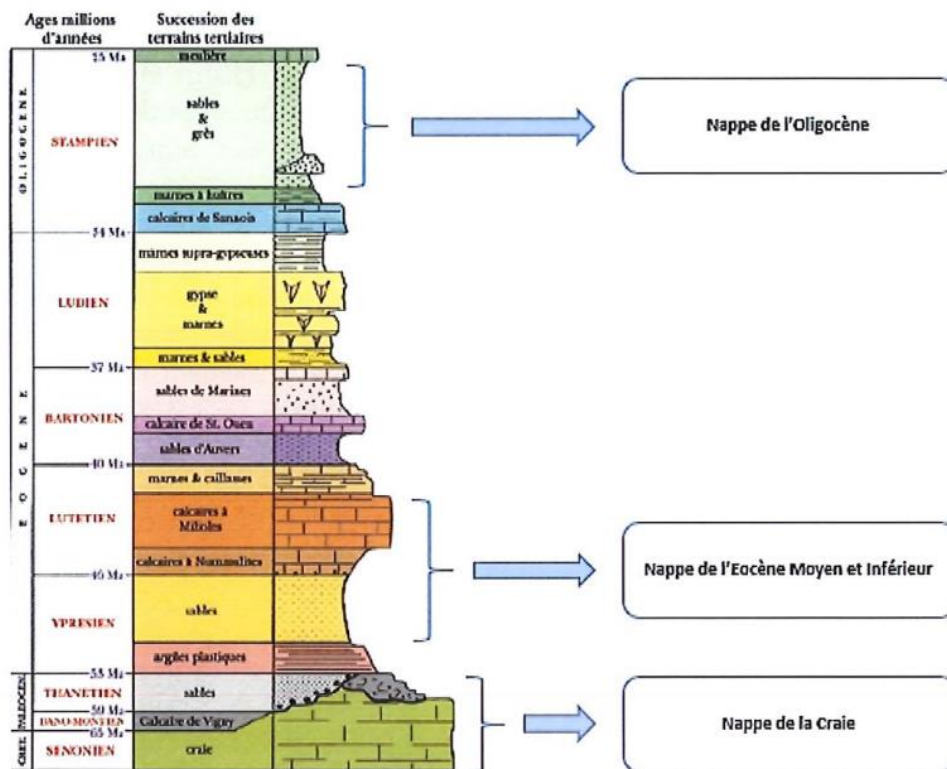 Ages millions
d'années
Succession des
terrains tertiaires
meulière
sables
&
grès
STAMPIEN
OLIGOCENE
Nappe de l'Oligocène
marnes à huîtres
calcaires de Sannois
34 Ma
marnes supra-gypseuses
LUDIEN
gypse
&
marnes
marnes & sables
37 Ma
EOCENE
sables de Marines
BARTONIEN
calcaire de St. Ouen
sables d'Auvers
40 Ma
marnes & caillasses
LUTETIEN
calcaires à
Milioles
calcaires à Nummulites
Nappe de l'Eocène Moyen et Inférieur
YPRESIEN
sables
argiles plastiques
53 Ma
THANETIEN
sables
59 Ma
DANO-MONTIEN
Calcaire de Vigny
65 Ma
SENONIEN
craie
Nappe de la Craie